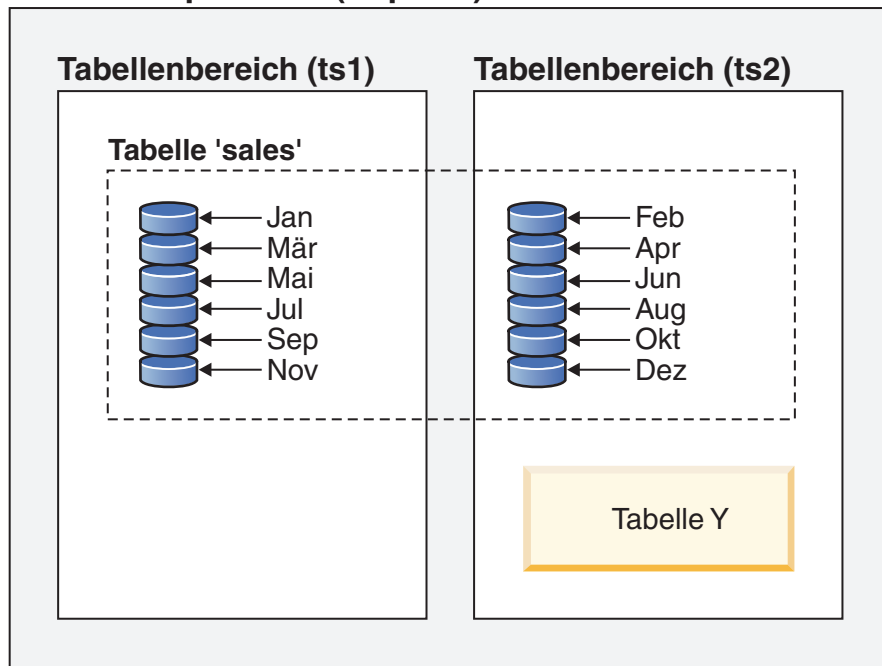 Tabellenbereich (ts1)
Tabellenbereich (ts2)
Tabelle 'sales'
Jan
Mär
Mai
Jul
Sep
Nov
Feb
Apr
Jun
Aug
Okt
Dez
Tabelle Y